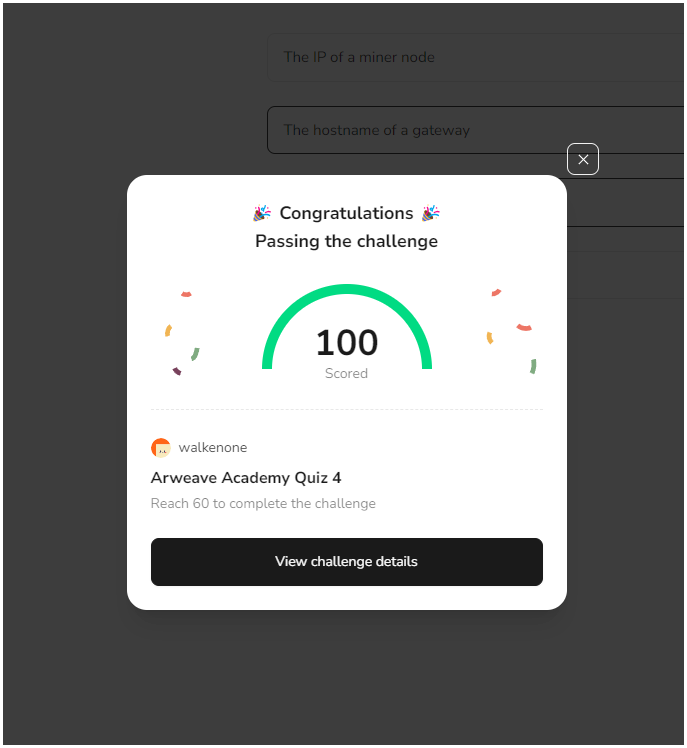 The IP of a miner node
The hostname of a gateway
Congratulations
Passing the challenge
100
Scored
walkenone
Arweave Academy Quiz 4
Reach 60 to complete the challenge
View challenge details